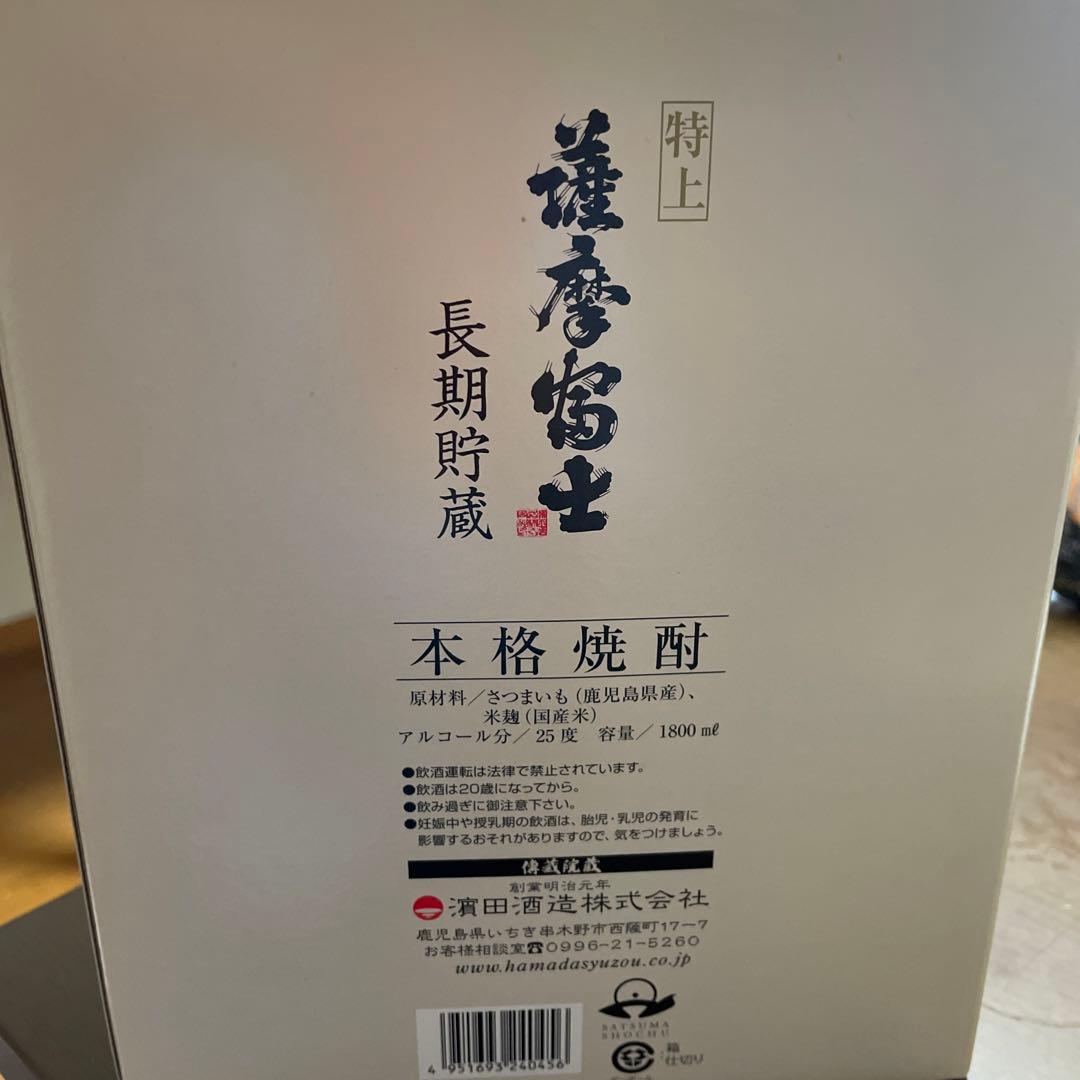 特上
薩摩富士
長期貯蔵
本格焼酎
原材料／さつまいも（鹿児島県産）、
米麹（国産米）
アルコール分／25度　容量／1800㎖
●飲酒運転は法律で禁止されています。
●飲酒は20歳になってから。
●飲み過ぎに御注意下さい。
●妊娠中や授乳期の飲酒は、胎児・乳児の発育に
影響するおそれがありますので、気をつけましょう。
傳藏院蔵
創業明治元年
濵田酒造株式会社
鹿児島県いちき串木野市西薩町17−7
お客様相談室☎0996−21−5260
www.hamadasyuzou.co.jp
SATSUMA
SHOCHU
箱
仕切り
4 951693 240456